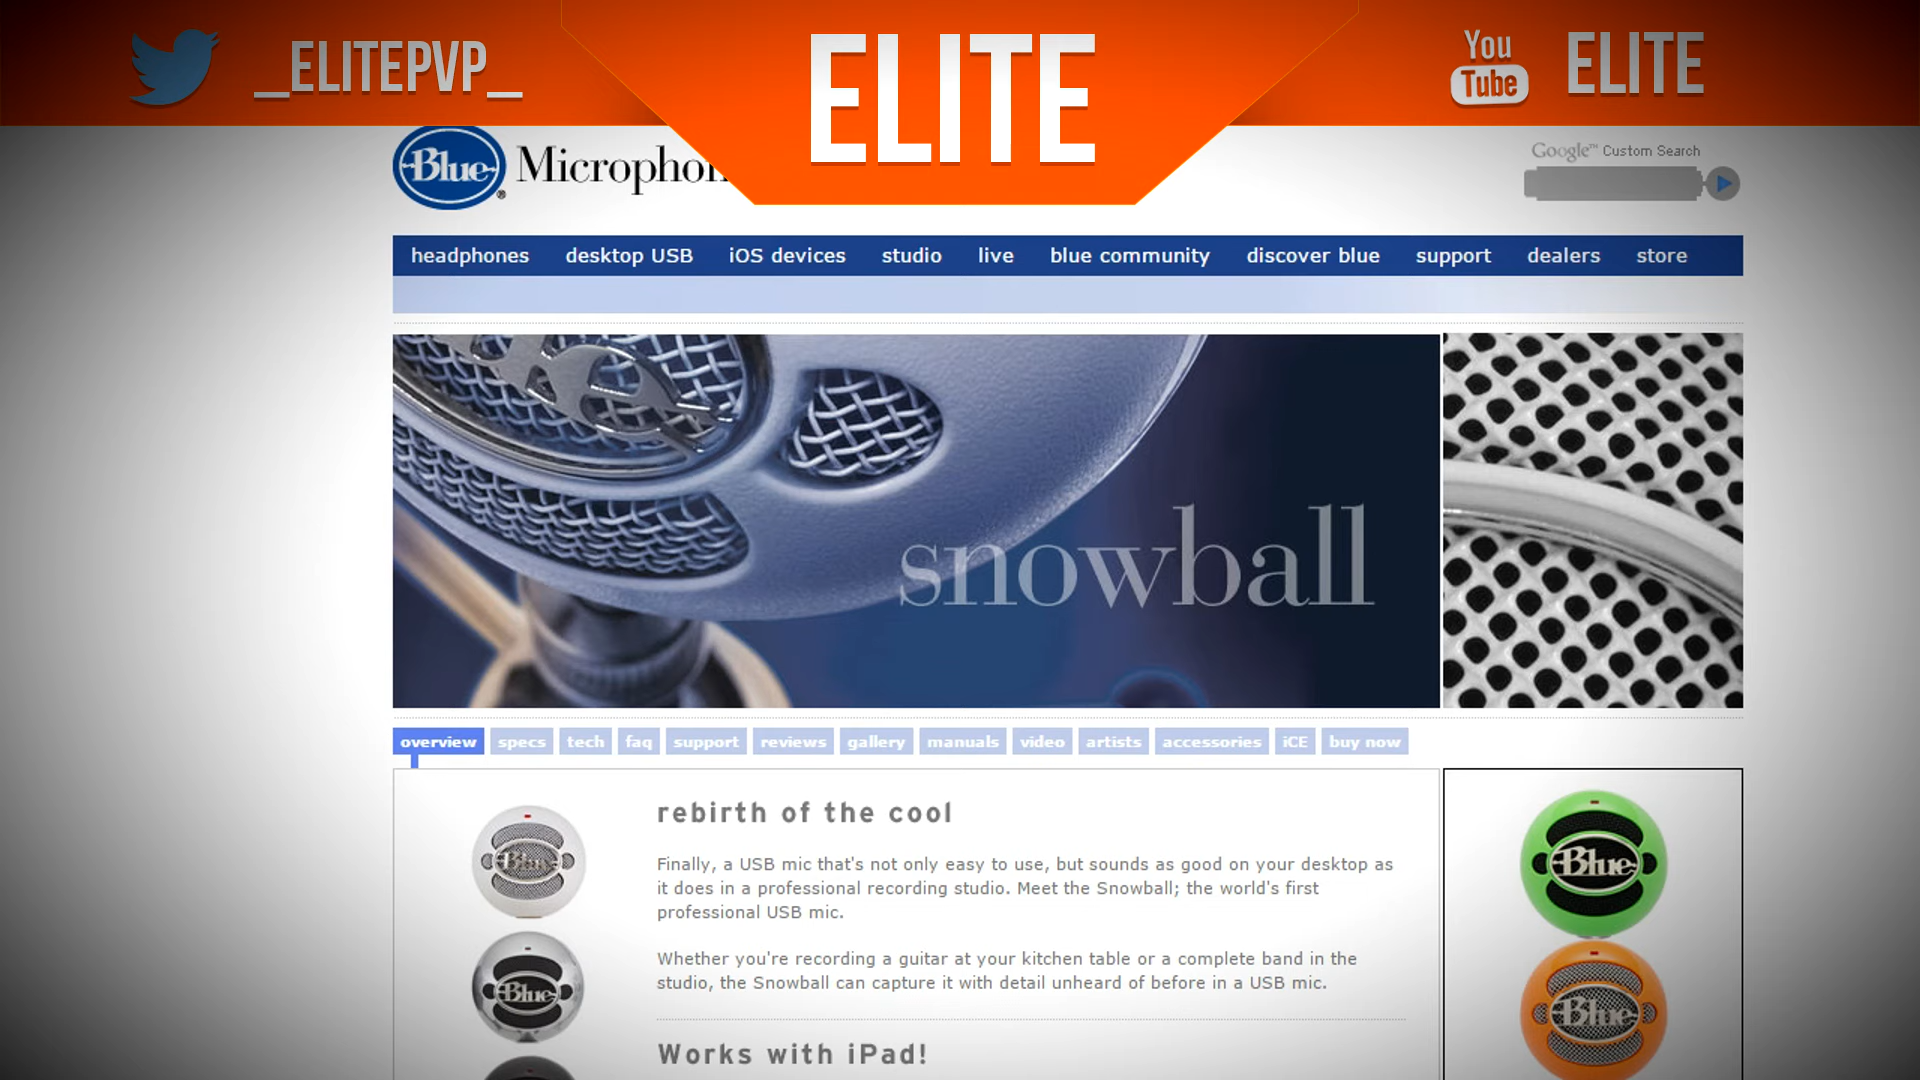 _ELITEPVP_
ELITE
You
Tube
ELITE
Blue
®
Google™ Custom Search
headphones desktop USB iOS devices studio live blue community discover blue support dealers store
snowball
overview specs tech faq support reviews gallery manuals video artists accessories iCE buy now
rebirth of the cool
Finally, a USB mic that's not only easy to use, but sounds as good on your desktop as
it does in a professional recording studio. Meet the Snowball; the world's first
professional USB mic.
Whether you're recording a guitar at your kitchen table or a complete band in the
studio, the Snowball can capture it with detail unheard of before in a USB mic.
Works with iPad!
Blue
Blue
Blue
Blue